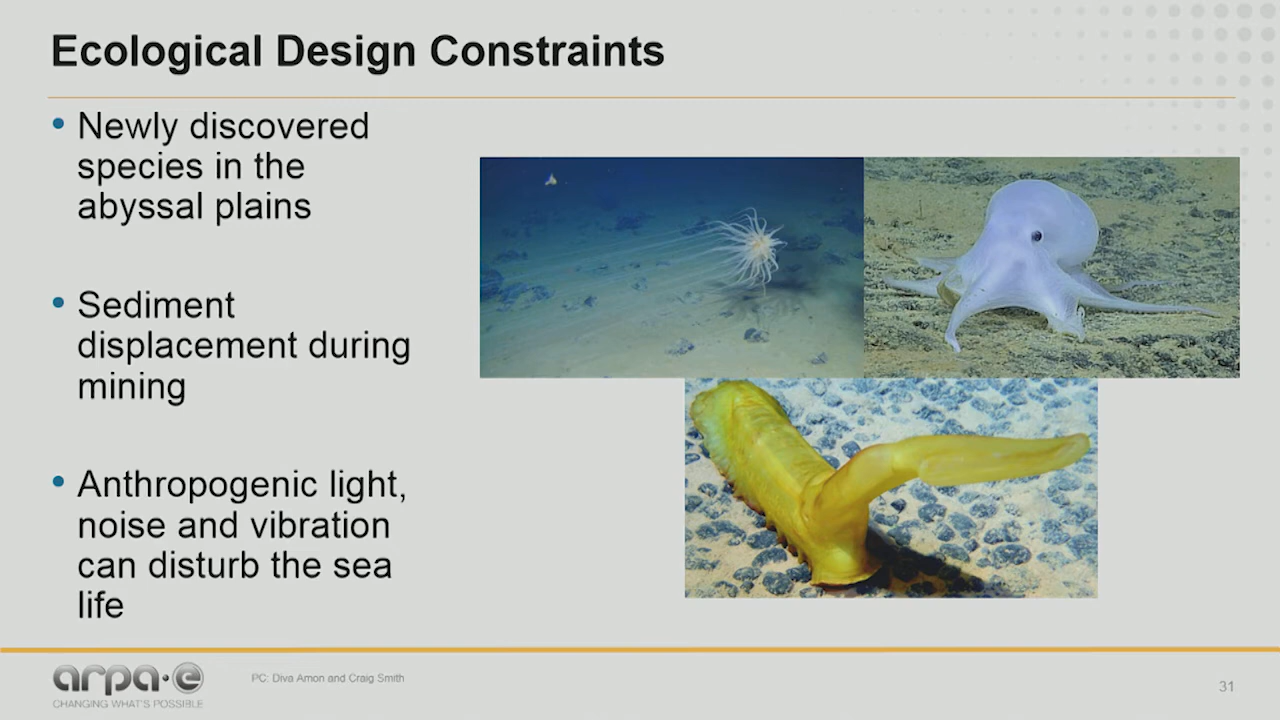 Ecological Design Constraints
• Newly discovered
species in the
abyssal plains
• Sediment
displacement during
mining
• Anthropogenic light,
noise and vibration
can disturb the sea
life
arpa·e
CHANGING WHAT'S POSSIBLE
PC: Diva Amon and Craig Smith
31